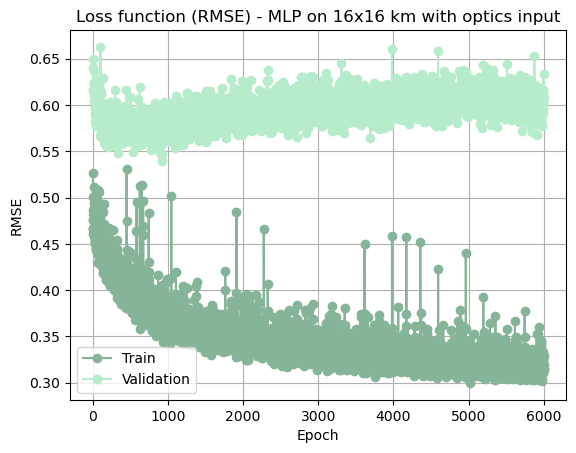 Loss function (RMSE) - MLP on 16x16 km with optics input
RMSE
0.65
0.60
0.55
0.50
0.45
0.40
0.35
0.30
Train
Validation
0 1000 2000 3000 4000 5000 6000
Epoch